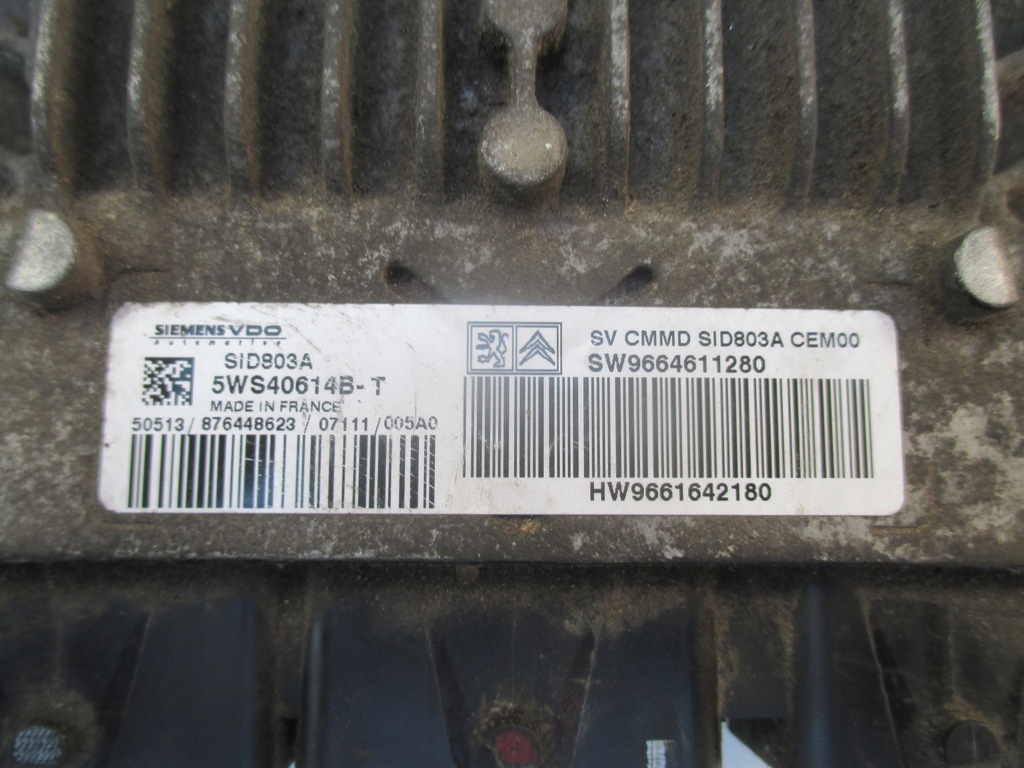 SIEMENS VDO
Automotive
SID803A
5WS40614B-T
MADE IN FRANCE
50513/876448623/07111/005A0
SV CMMD SID803A CEM00
SW9664611280
HW9661642180